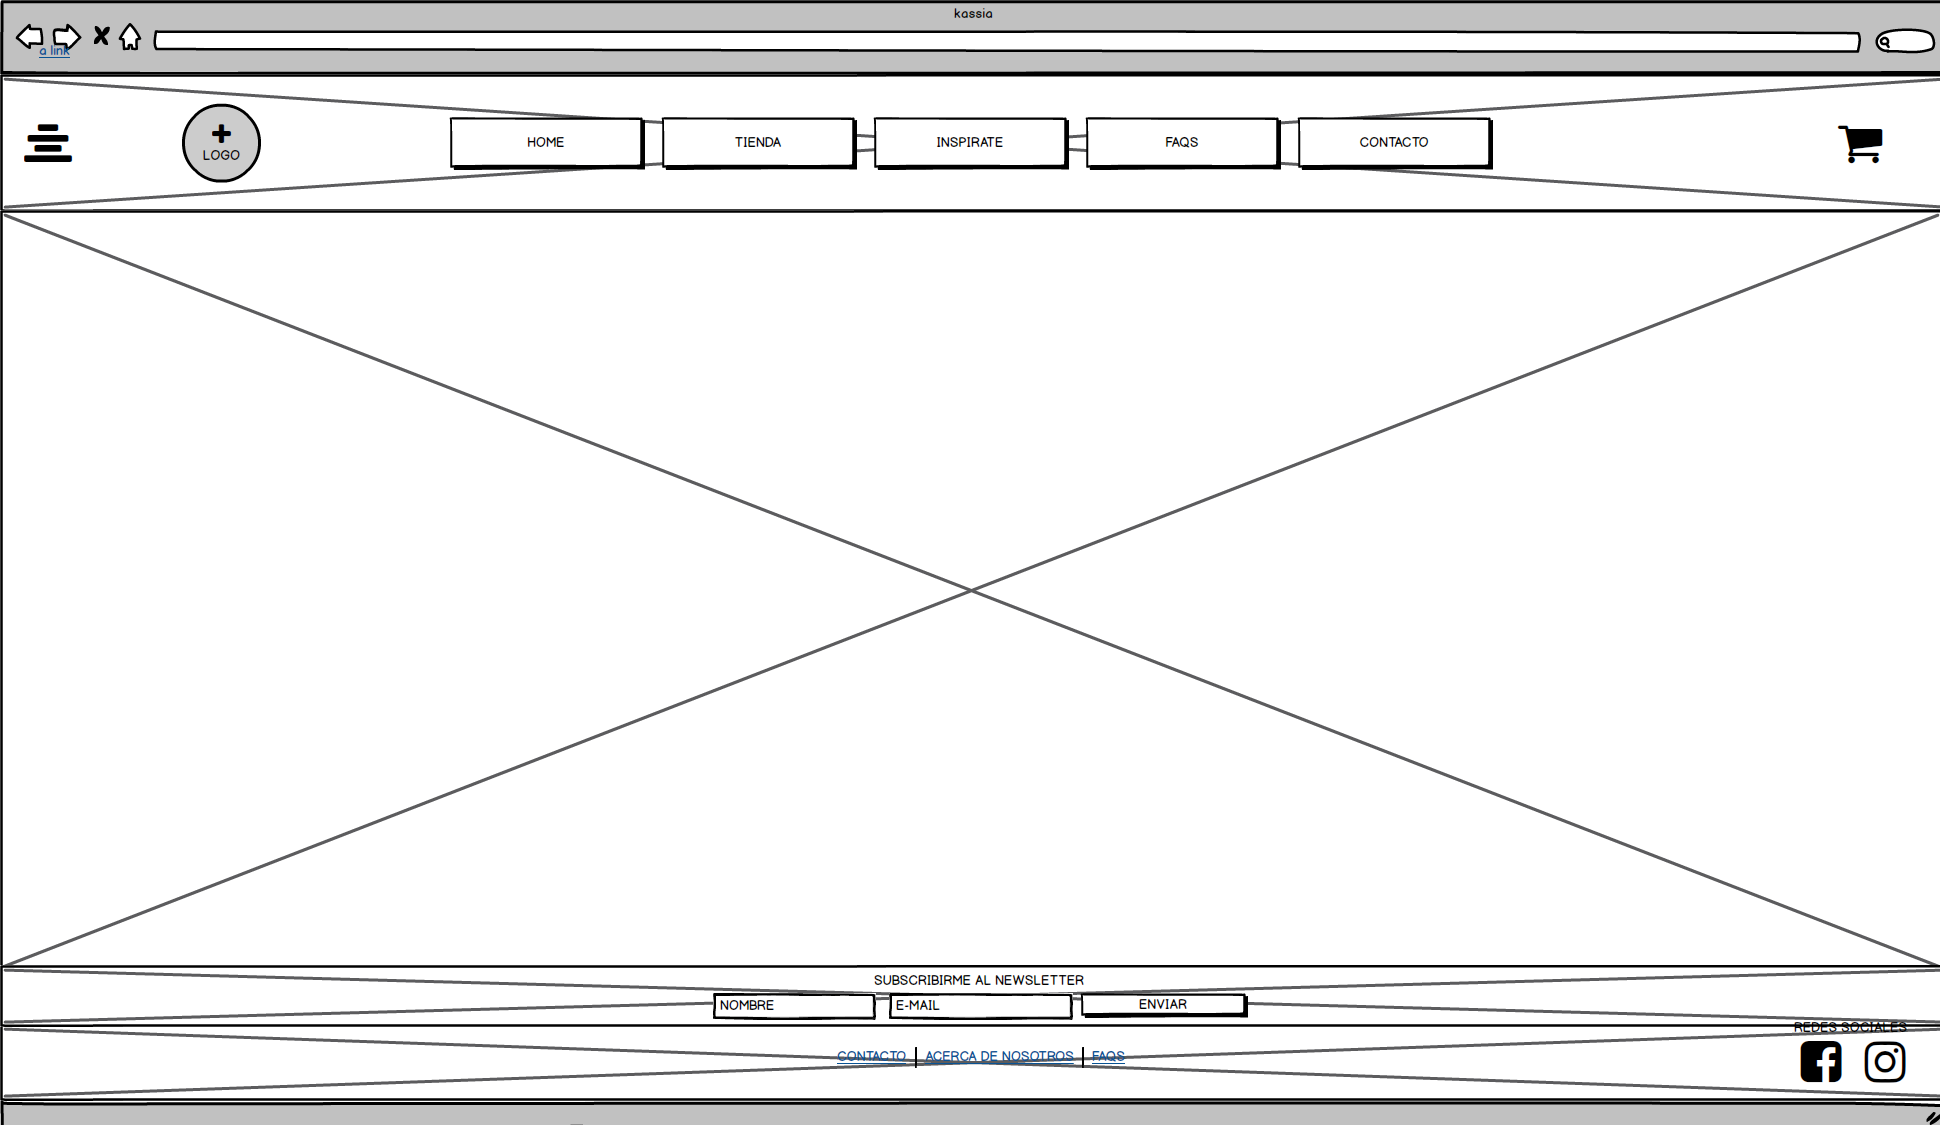 kassia
a link
LOGO
HOME
TIENDA
INSPIRATE
FAQS
CONTACTO
SUBSCRIBIRME AL NEWSLETTER
NOMBRE
E-MAIL
ENVIAR
REDES SOCIALES
CONTACTO
ACERCA DE NOSOTROS
FAQS